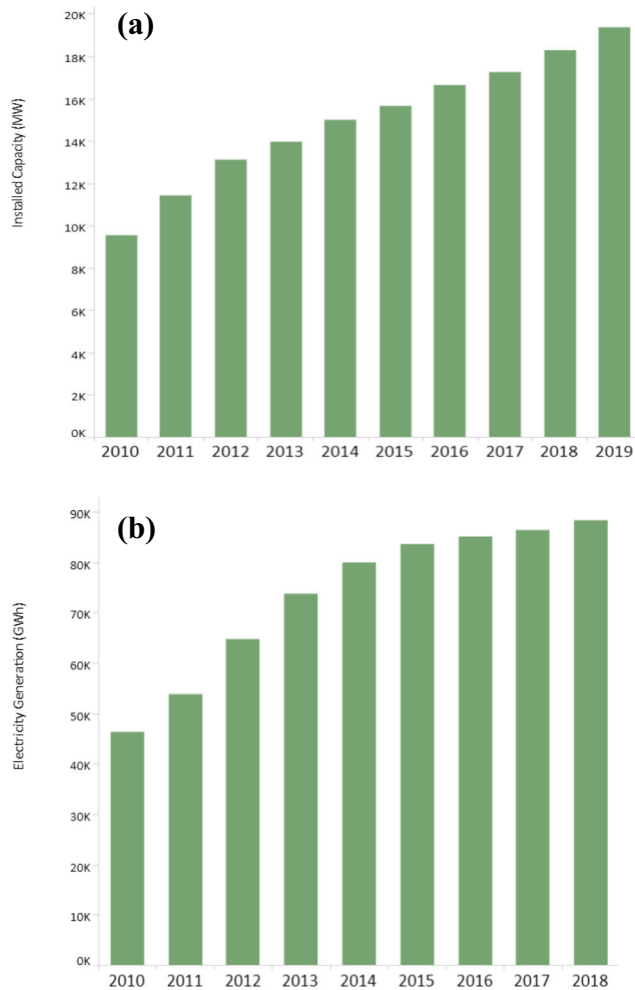 (a)
Installed Capacity (MW)
20K
18K
16K
14K
12K
10K
8K
6K
4K
2K
0K
2010 2011 2012 2013 2014 2015 2016 2017 2018 2019
(b)
Electricity Generation (GWh)
90K
80K
70K
60K
50K
40K
30K
20K
10K
0K
2010 2011 2012 2013 2014 2015 2016 2017 2018